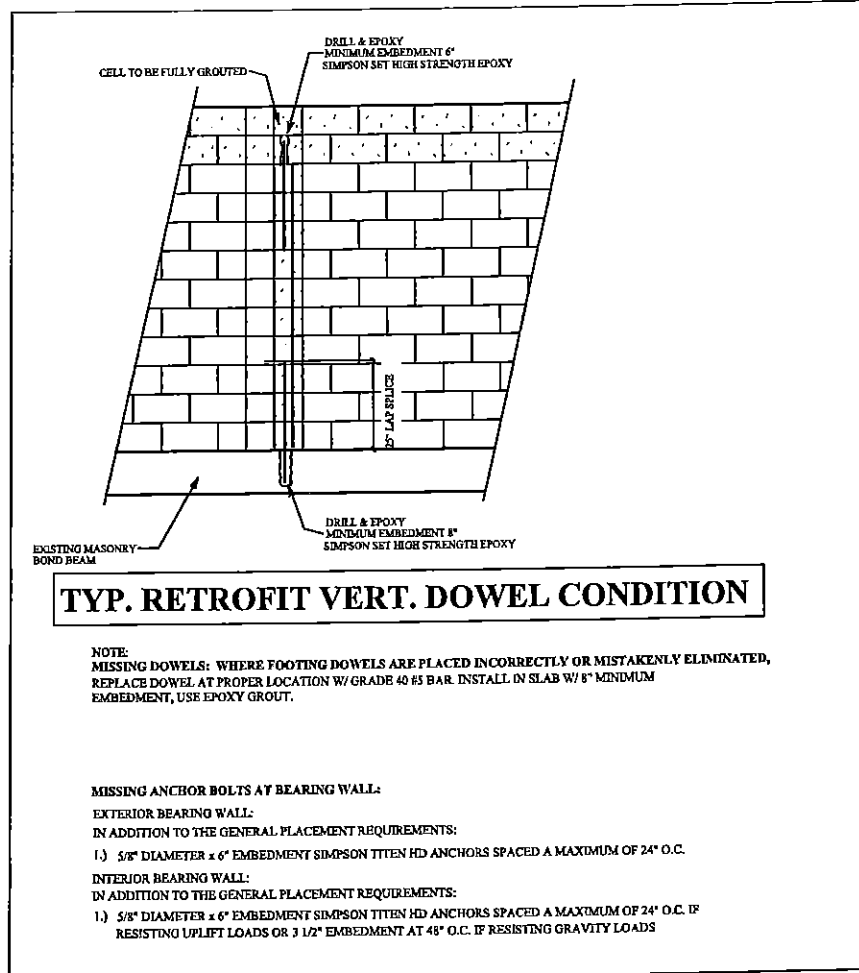 DRILL & EPOXY
MINIMUM EMBEDMENT 6"
SIMPSON SET HIGH STRENGTH EPOXY
CELL TO BE FULLY GROUTED
25" LAP SPLICE
DRILL & EPOXY
MINIMUM EMBEDMENT 8"
SIMPSON SET HIGH STRENGTH EPOXY
EXISTING MASONRY
BOND BEAM
TYP. RETROFIT VERT. DOWEL CONDITION
NOTE:
MISSING DOWELS: WHERE FOOTING DOWELS ARE PLACED INCORRECTLY OR MISTAKENLY ELIMINATED,
REPLACE DOWEL AT PROPER LOCATION W/ GRADE 40 #5 BAR. INSTALL IN SLAB W/ 8" MINIMUM
EMBEDMENT, USE EPOXY GROUT.
MISSING ANCHOR BOLTS AT BEARING WALL:
EXTERIOR BEARING WALL:
IN ADDITION TO THE GENERAL PLACEMENT REQUIREMENTS:
1.) 5/8" DIAMETER x 6" EMBEDMENT SIMPSON TITEN HD ANCHORS SPACED A MAXIMUM OF 24" O.C.
INTERIOR BEARING WALL:
IN ADDITION TO THE GENERAL PLACEMENT REQUIREMENTS:
1.) 5/8" DIAMETER x 6" EMBEDMENT SIMPSON TITEN HD ANCHORS SPACED A MAXIMUM OF 24" O.C. IF
RESISTING UPLIFT LOADS OR 3 1/2" EMBEDMENT AT 48" O.C. IF RESISTING GRAVITY LOADS